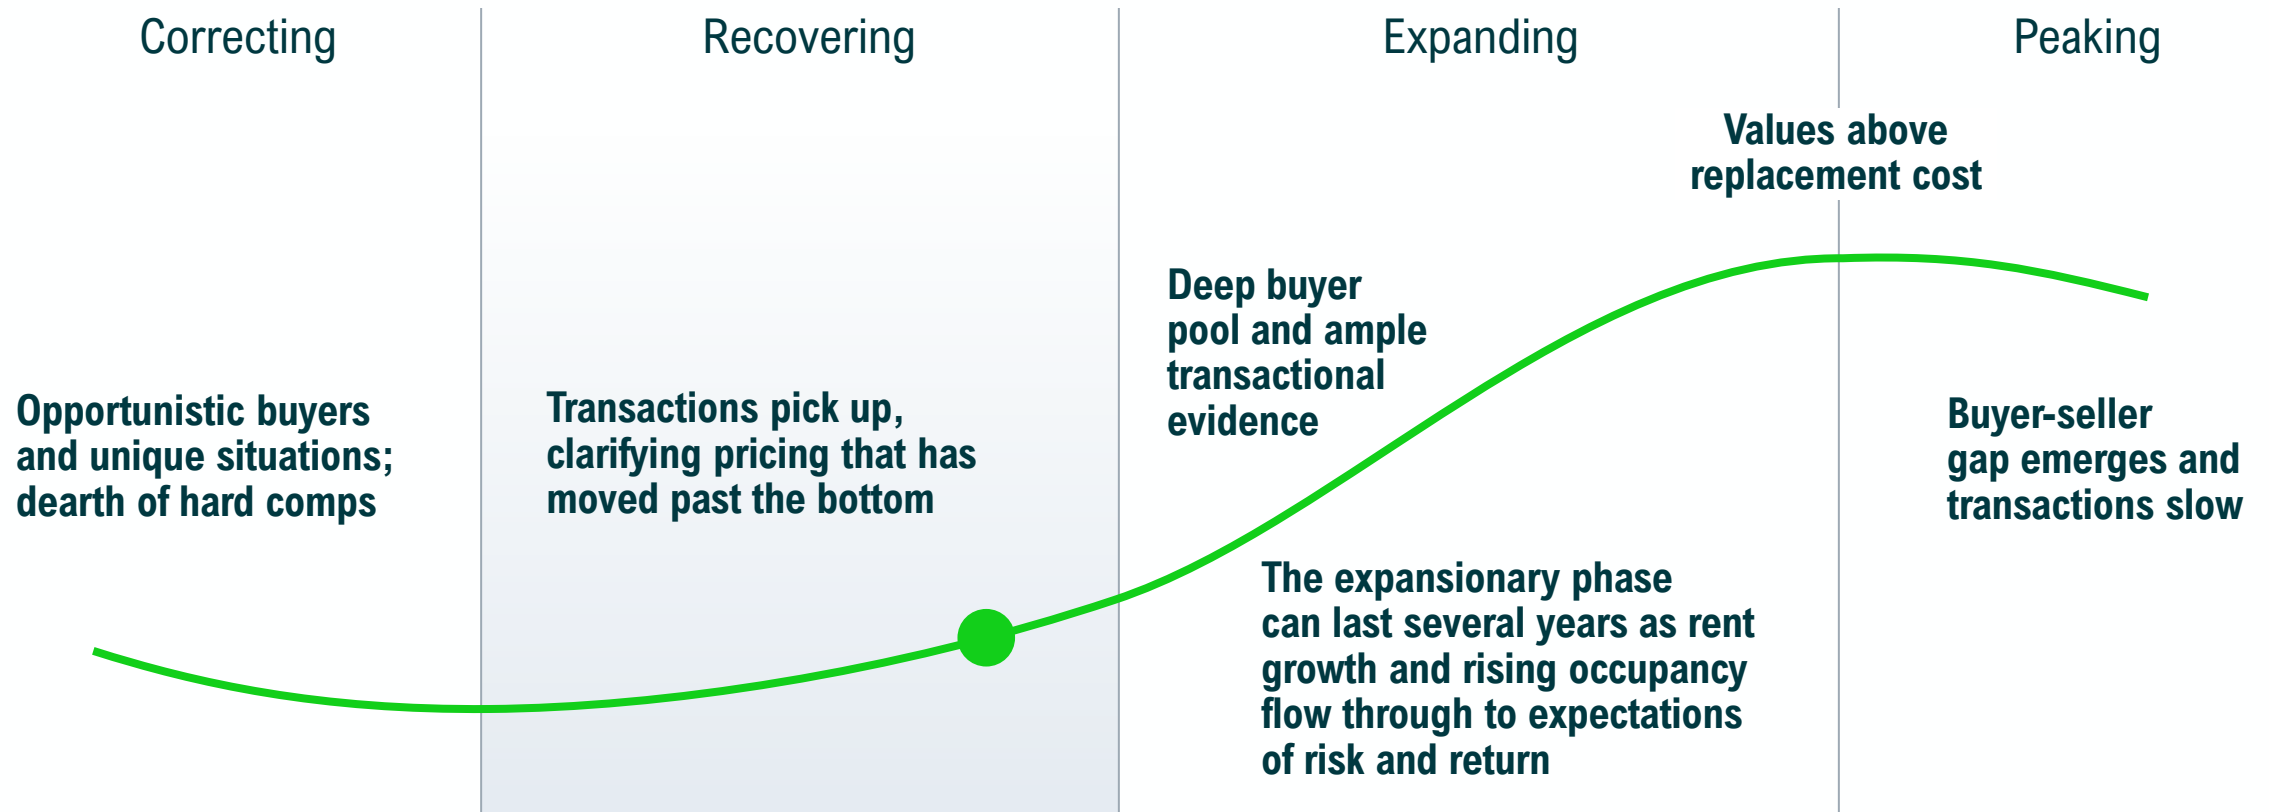 Correcting
Recovering
Expanding
Peaking
Values above
replacement cost
Deep buyer
pool and ample
transactional
evidence
Opportunistic buyers
and unique situations;
dearth of hard comps
Transactions pick up,
clarifying pricing that has
moved past the bottom
Buyer-seller
gap emerges and
transactions slow
The expansionary phase
can last several years as rent
growth and rising occupancy
flow through to expectations
of risk and return